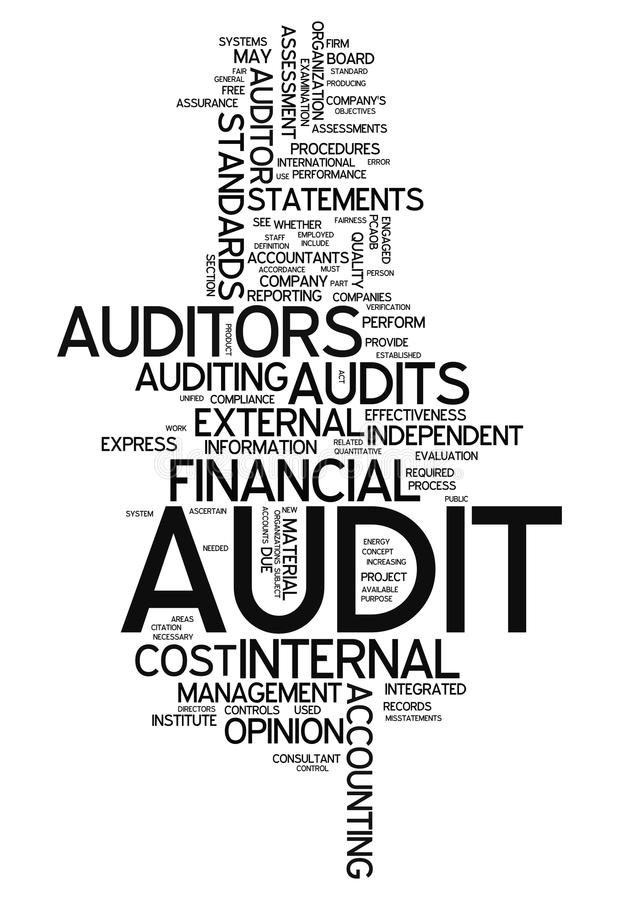 SYSTEMS
MAY
FAIR
GENERAL
FREE
ASSURANCE
AUDITOR
ASSESSMENT
EXAMINATION
ORGANIZATION
FIRM
BOARD
STANDARD
PRODUCING
COMPANY'S
OBJECTIVES
ASSESSMENTS
PROCEDURES
INTERNATIONAL
ERROR
USE
PERFORMANCE
STANDARDS
STATEMENTS
SEE
WHETHER
FAIRNESS
PCAOB
ENGAGED
STAFF
EMPLOYED
DEFINITION
INCLUDE
QUALITY
ACCOUNTANTS
ACCORDANCE
MUST
PERSON
SECTION
COMPANY
PART
REPORTING
COMPANIES
VERIFICATION
AUDITORS
PRODUCT
PERFORM
PROVIDE
ESTABLISHED
AUDITING
ACT
AUDITS
UNIFIED
COMPLIANCE
EXTERNAL
EFFECTIVENESS
WORK
INDEPENDENT
EXPRESS
INFORMATION
RELATED
QUANTITATIVE
EVALUATION
FINANCIAL
REQUIRED
PROCESS
PUBLIC
SYSTEM
ASCERTAIN
AUDIT
NEEDED
ACCOUNTS
DUE
ORGANIZATIONS
SUBJECT
NEW
MATERIAL
ENERGY
CONCEPT
INCREASING
PROJECT
AVAILABLE
PURPOSE
AREAS
CITATION
NECESSARY
COST
INTERNAL
MANAGEMENT
INTEGRATED
DIRECTORS
CONTROLS
USED
RECORDS
INSTITUTE
OPINION
MISSTATEMENTS
ACCOUNTING
CONSULTANT
CONTROL